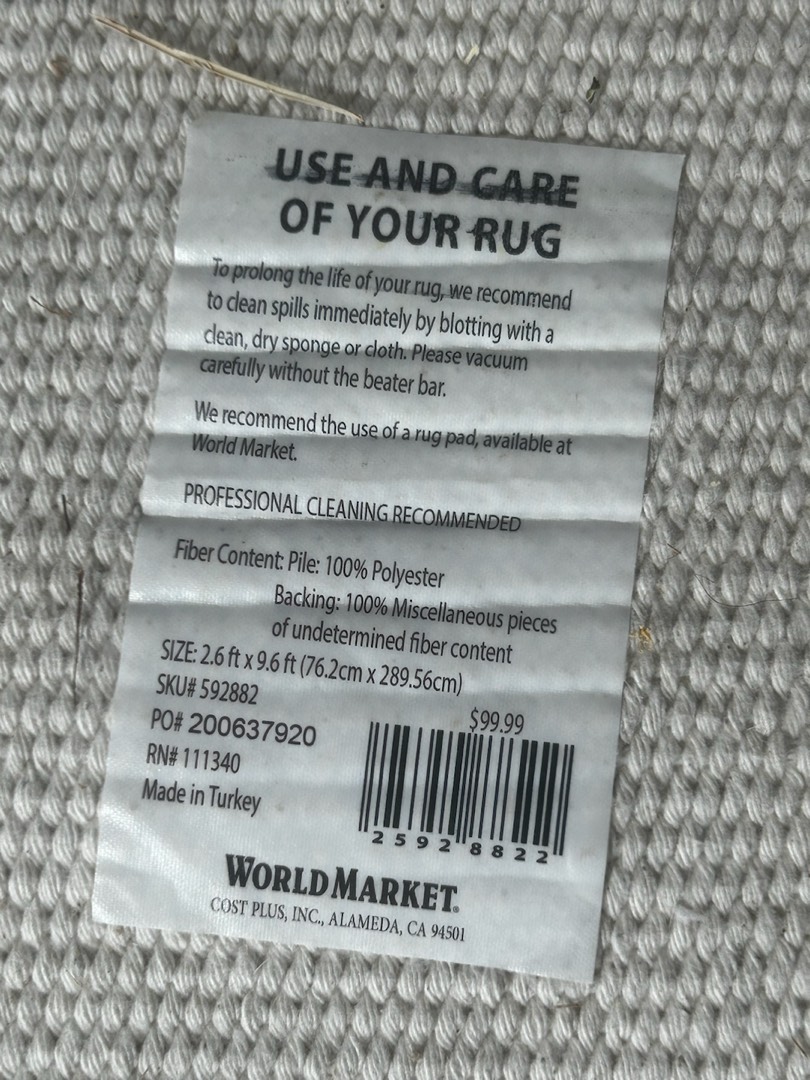 USE AND CARE
OF YOUR RUG
To prolong the life of your rug, we recommend
to clean spills immediately by blotting with a
clean, dry sponge or cloth. Please vacuum
carefully without the beater bar.
We recommend the use of a rug pad, available at
World Market.
PROFESSIONAL CLEANING RECOMMENDED
Fiber Content: Pile: 100% Polyester
Backing: 100% Miscellaneous pieces
of undetermined fiber content
SIZE: 2.6 ft x 9.6 ft (76.2cm x 289.56cm)
SKU# 592882
PO# 200637920
RN# 111340
Made in Turkey
$99.99
2592 8822
WORLD MARKET.
COST PLUS, INC., ALAMEDA, CA 94501